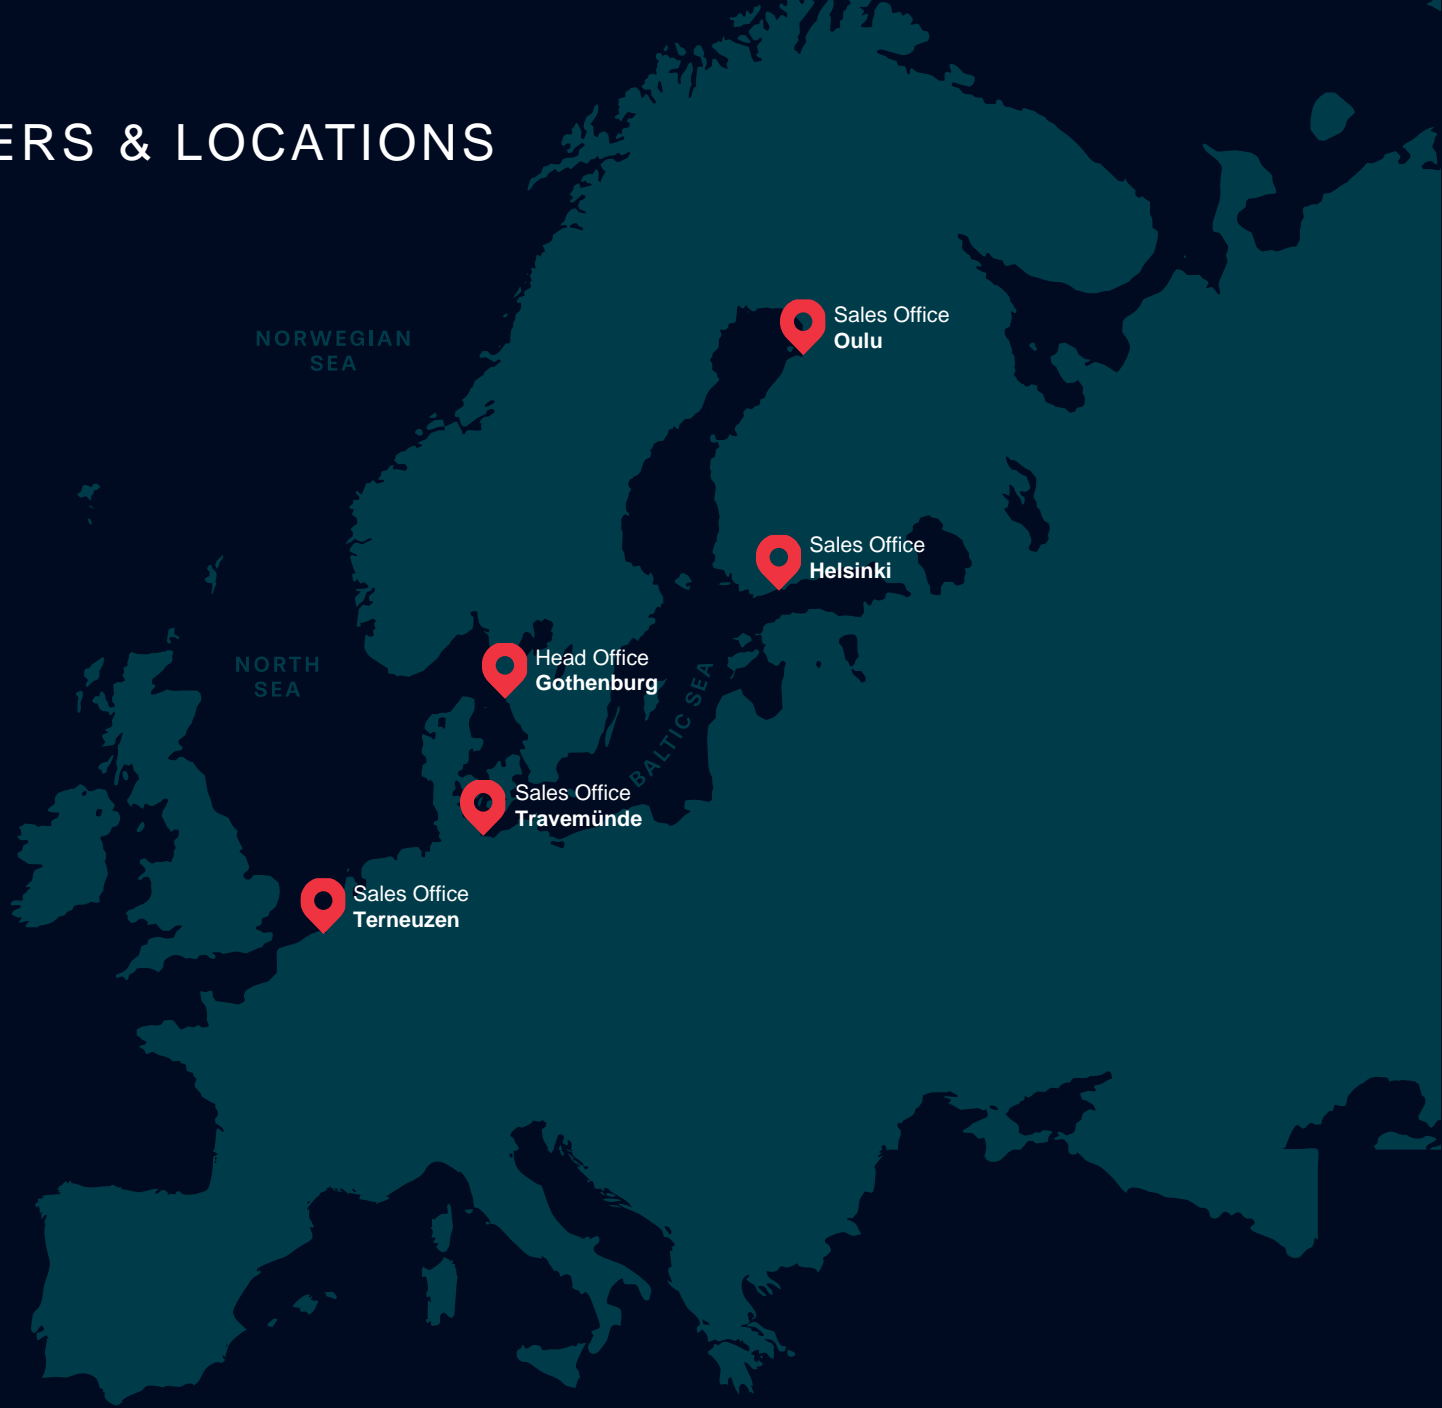 ERS & LOCATIONS
Sales Office
Oulu
NORWEGIAN
SEA
Sales Office
Helsinki
Head Office
Gothenburg
NORTH
SEA
BALTIC SEA
Sales Office
Travemünde
Sales Office
Terneuzen